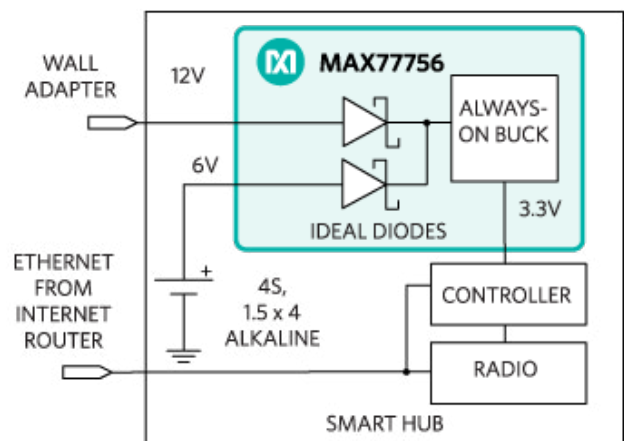 MAX77756
WALL
ADAPTER
12V
ALWAYS-
ON BUCK
6V
3.3V
IDEAL DIODES
ETHERNET
FROM
INTERNET
ROUTER
+
4S,
1.5 x 4
ALKALINE
CONTROLLER
RADIO
SMART HUB